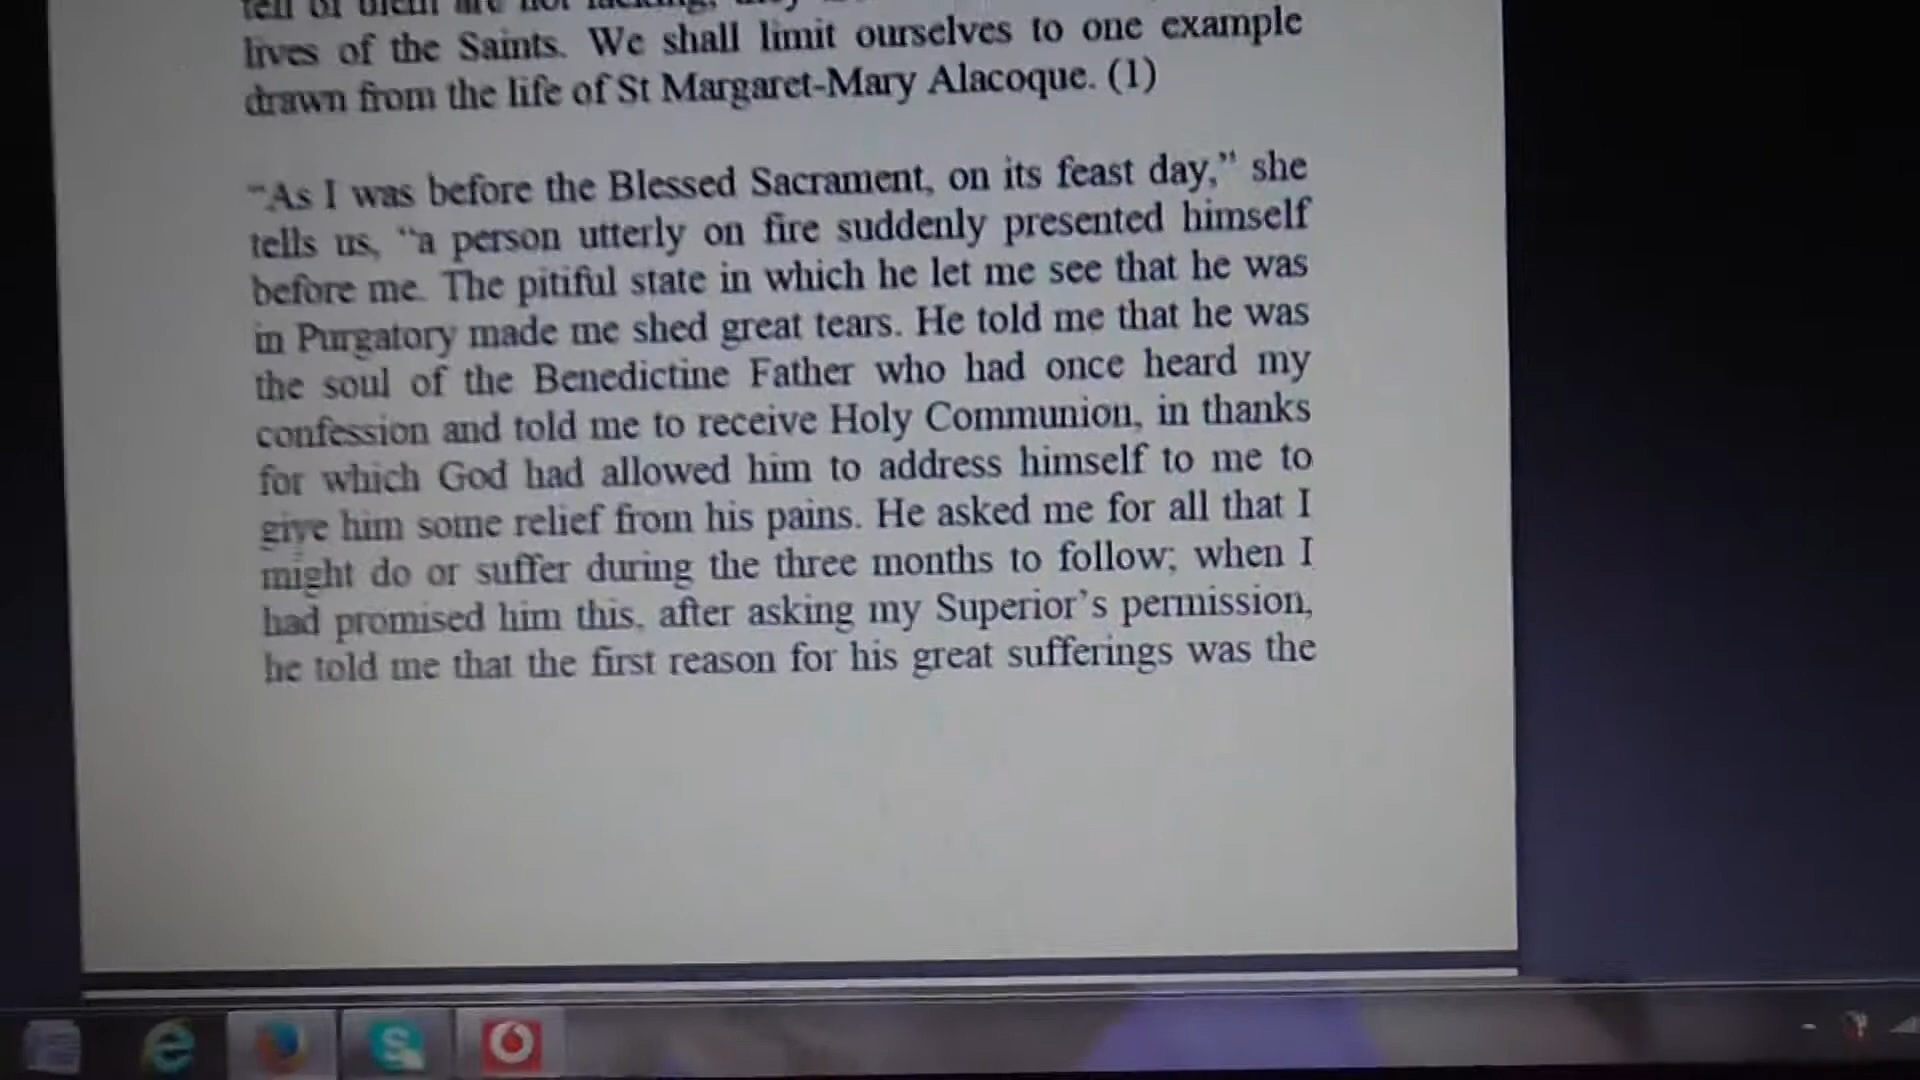 tell of them are not lacking, they
lives of the Saints. We shall limit ourselves to one example
drawn from the life of St Margaret-Mary Alacoque. (1)
"As I was before the Blessed Sacrament, on its feast day," she
tells us, "a person utterly on fire suddenly presented himself
before me. The pitiful state in which he let me see that he was
in Purgatory made me shed great tears. He told me that he was
the soul of the Benedictine Father who had once heard my
confession and told me to receive Holy Communion, in thanks
for which God had allowed him to address himself to me to
give him some relief from his pains. He asked me for all that I
might do or suffer during the three months to follow; when I
had promised him this, after asking my Superior's permission,
he told me that the first reason for his great sufferings was the